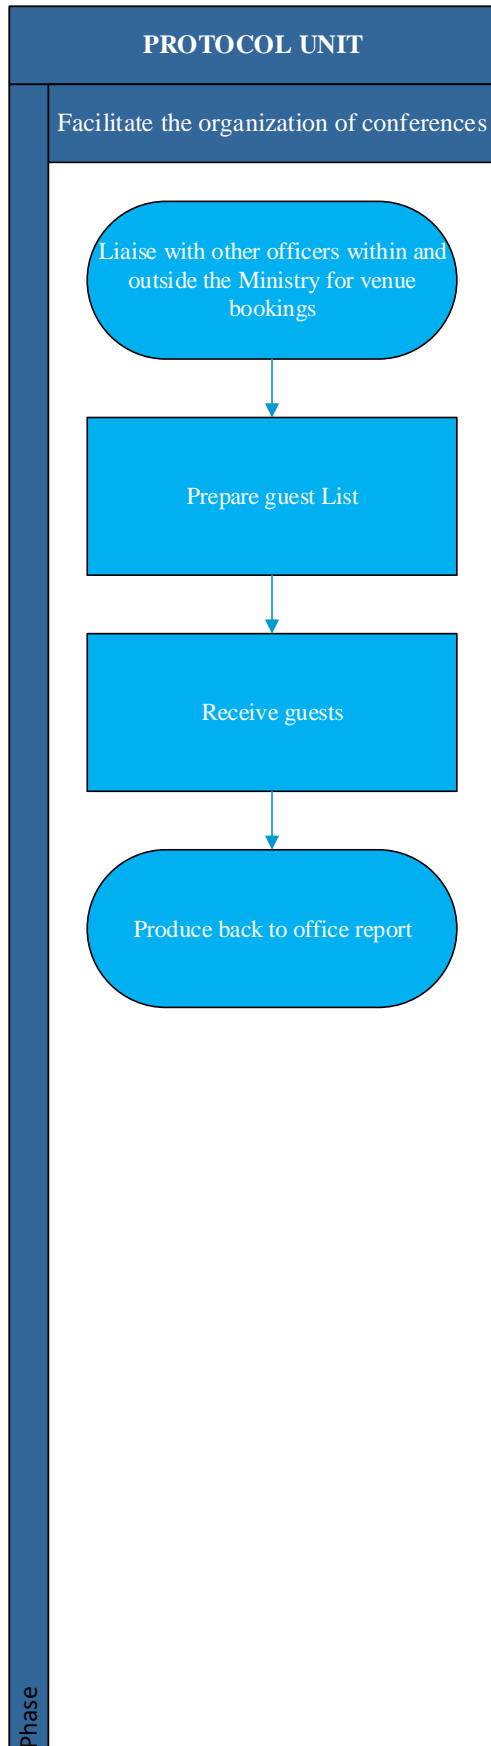 PROTOCOL UNIT
Facilitate the organization of conferences
Liaise with other officers within and
outside the Ministry for venue
bookings
Prepare guest List
Receive guests
Produce back to office report
Phase